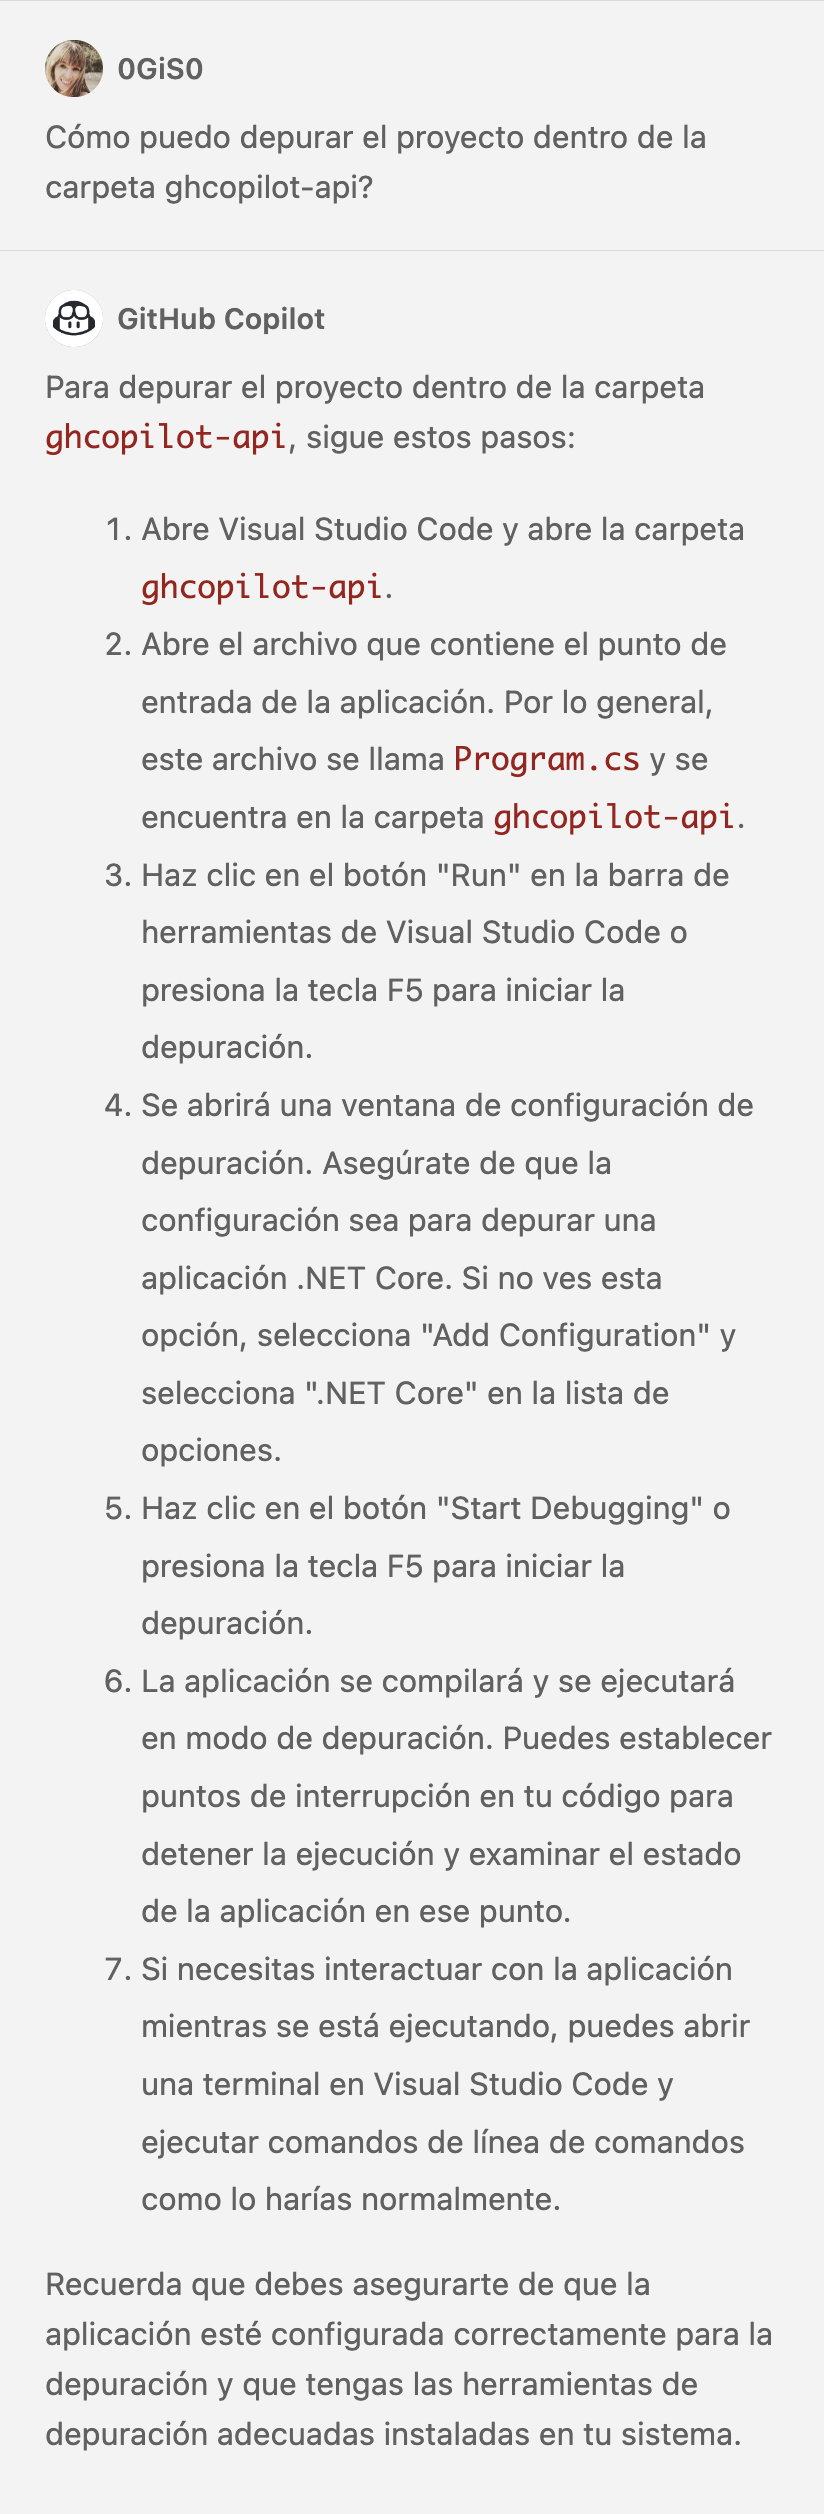 0GiS0
Cómo puedo depurar el proyecto dentro de la
carpeta ghcopilot-api?
GitHub Copilot
Para depurar el proyecto dentro de la carpeta
ghcopilot-api, sigue estos pasos:
1. Abre Visual Studio Code y abre la carpeta
ghcopilot-api.
2. Abre el archivo que contiene el punto de
entrada de la aplicación. Por lo general,
este archivo se llama Program.cs y se
encuentra en la carpeta ghcopilot-api.
3. Haz clic en el botón "Run" en la barra de
herramientas de Visual Studio Code o
presiona la tecla F5 para iniciar la
depuración.
4. Se abrirá una ventana de configuración de
depuración. Asegúrate de que la
configuración sea para depurar una
aplicación .NET Core. Si no ves esta
opción, selecciona "Add Configuration" y
selecciona ".NET Core" en la lista de
opciones.
5. Haz clic en el botón "Start Debugging" o
presiona la tecla F5 para iniciar la
depuración.
6. La aplicación se compilará y se ejecutará
en modo de depuración. Puedes establecer
puntos de interrupción en tu código para
detener la ejecución y examinar el estado
de la aplicación en ese punto.
7. Si necesitas interactuar con la aplicación
mientras se está ejecutando, puedes abrir
una terminal en Visual Studio Code y
ejecutar comandos de línea de comandos
como lo harías normalmente.
Recuerda que debes asegurarte de que la
aplicación esté configurada correctamente para la
depuración y que tengas las herramientas de
depuración adecuadas instaladas en tu sistema.